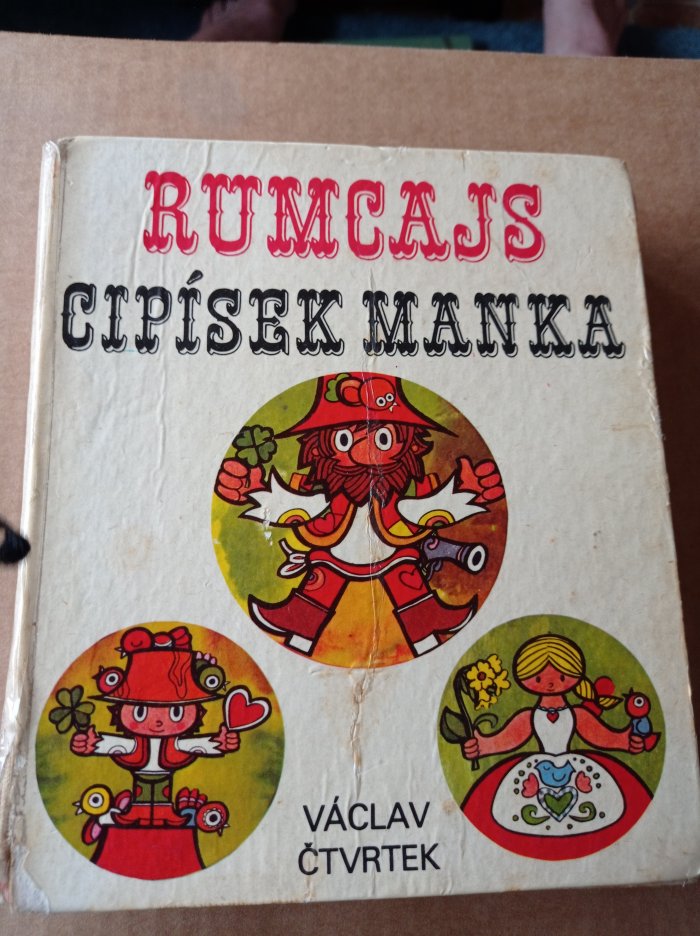 RUMCAJS
CIPÍSEK MANKA
VÁCLAV
ČTVRTEK